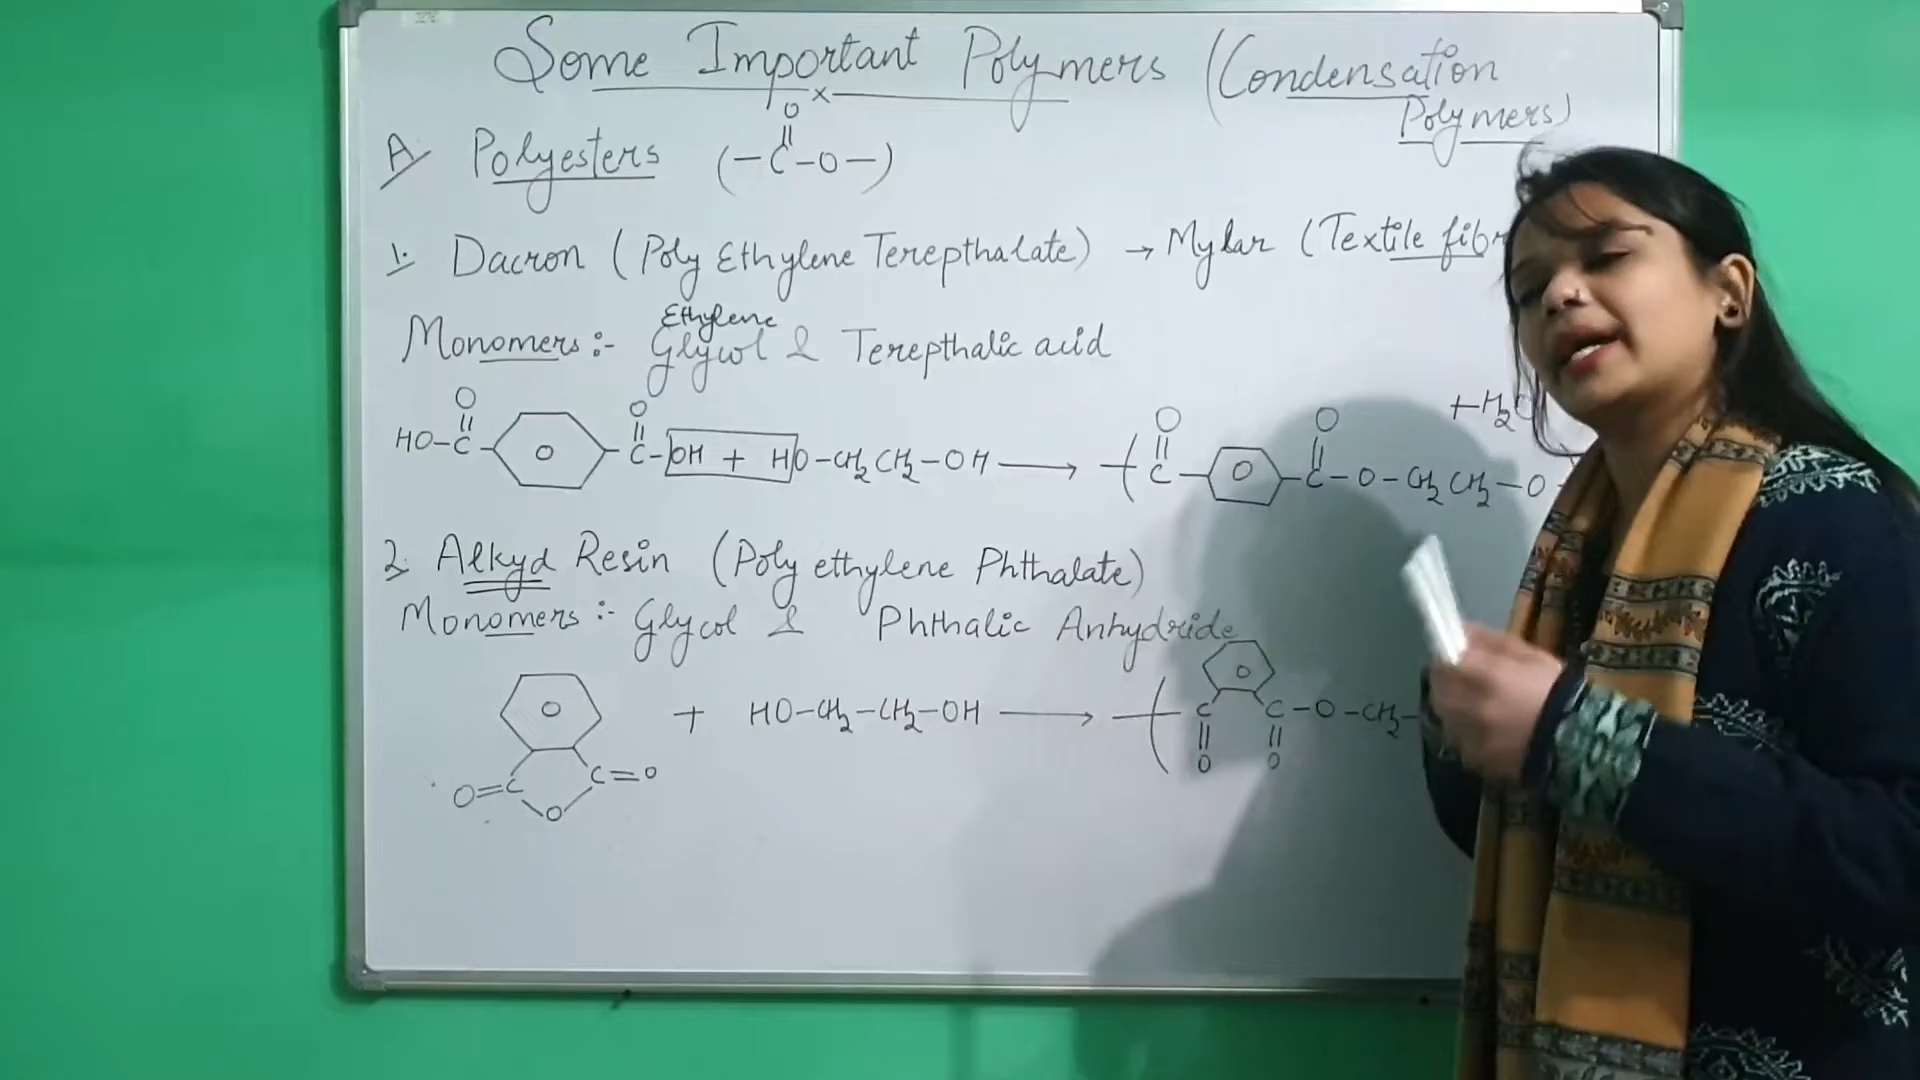 Some Important Polymers (Condensation
Polymers)
A Polyesters (-C-O-)
O
1. Dacron (Poly Ethylene Terepthalate) → Mylar (Textile fibr
Monomers :- Ethylene Glycol & Terepthalic acid
O O O O +H2O
HO-C- -C-OH + HO-CH2CH2-OH → (C- -C-O-CH2CH2-O
2. Alkyd Resin (Poly ethylene Phthalate)
Monomers :- Glycol & Phthalic Anhydride
+ HO-CH2-CH2-OH → (C C-O-CH2-
O O
O=C C=O
O